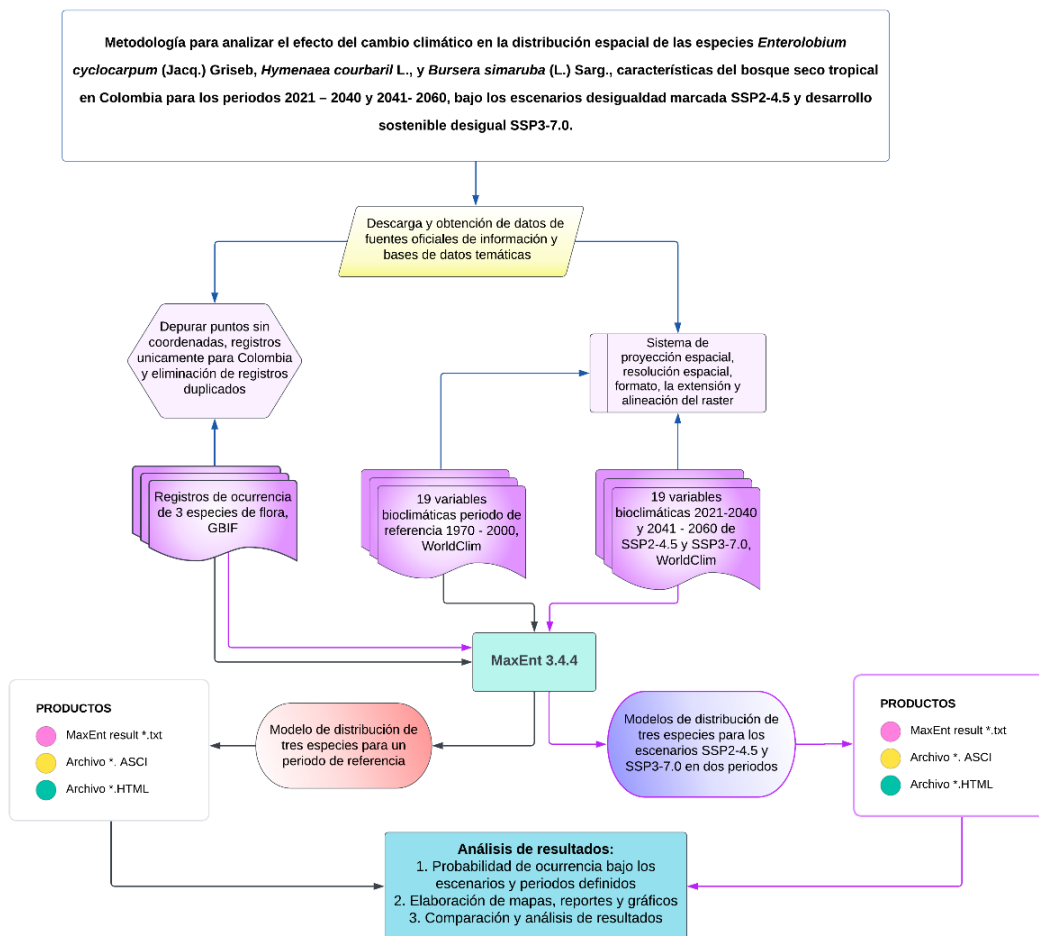 Metodología para analizar el efecto del cambio climático en la distribución espacial de las especies Enterolobium
cyclocarpum (Jacq.) Griseb, Hymenaea courbaril L., y Bursera simaruba (L.) Sarg., características del bosque seco tropical
en Colombia para los periodos 2021 – 2040 y 2041- 2060, bajo los escenarios desigualdad marcada SSP2-4.5 y desarrollo
sostenible desigual SSP3-7.0.
Descarga y obtención de datos de
fuentes oficiales de información y
bases de datos temáticas
Depurar puntos sin
coordenadas, registros
unicamente para Colombia
y eliminación de registros
duplicados
Sistema de
proyección espacial,
resolución espacial,
formato, la extensión y
alineación del raster
Registros de ocurrencia
de 3 especies de flora,
GBIF
19 variables
bioclimáticas periodo de
referencia 1970 - 2000,
WorldClim
19 variables
bioclimáticas 2021-2040
y 2041 - 2060 de
SSP2-4.5 y SSP3-7.0,
WorldClim
MaxEnt 3.4.4
PRODUCTOS
MaxEnt result *.txt
Archivo *. ASCI
Archivo *.HTML
Modelo de distribución de
tres especies para un
periodo de referencia
Modelos de distribución de
tres especies para los
escenarios SSP2-4.5 y
SSP3-7.0 en dos periodos
PRODUCTOS
MaxEnt result *.txt
Archivo *. ASCI
Archivo *.HTML
Análisis de resultados:
1. Probabilidad de ocurrencia bajo los
escenarios y periodos definidos
2. Elaboración de mapas, reportes y gráficos
3. Comparación y análisis de resultados